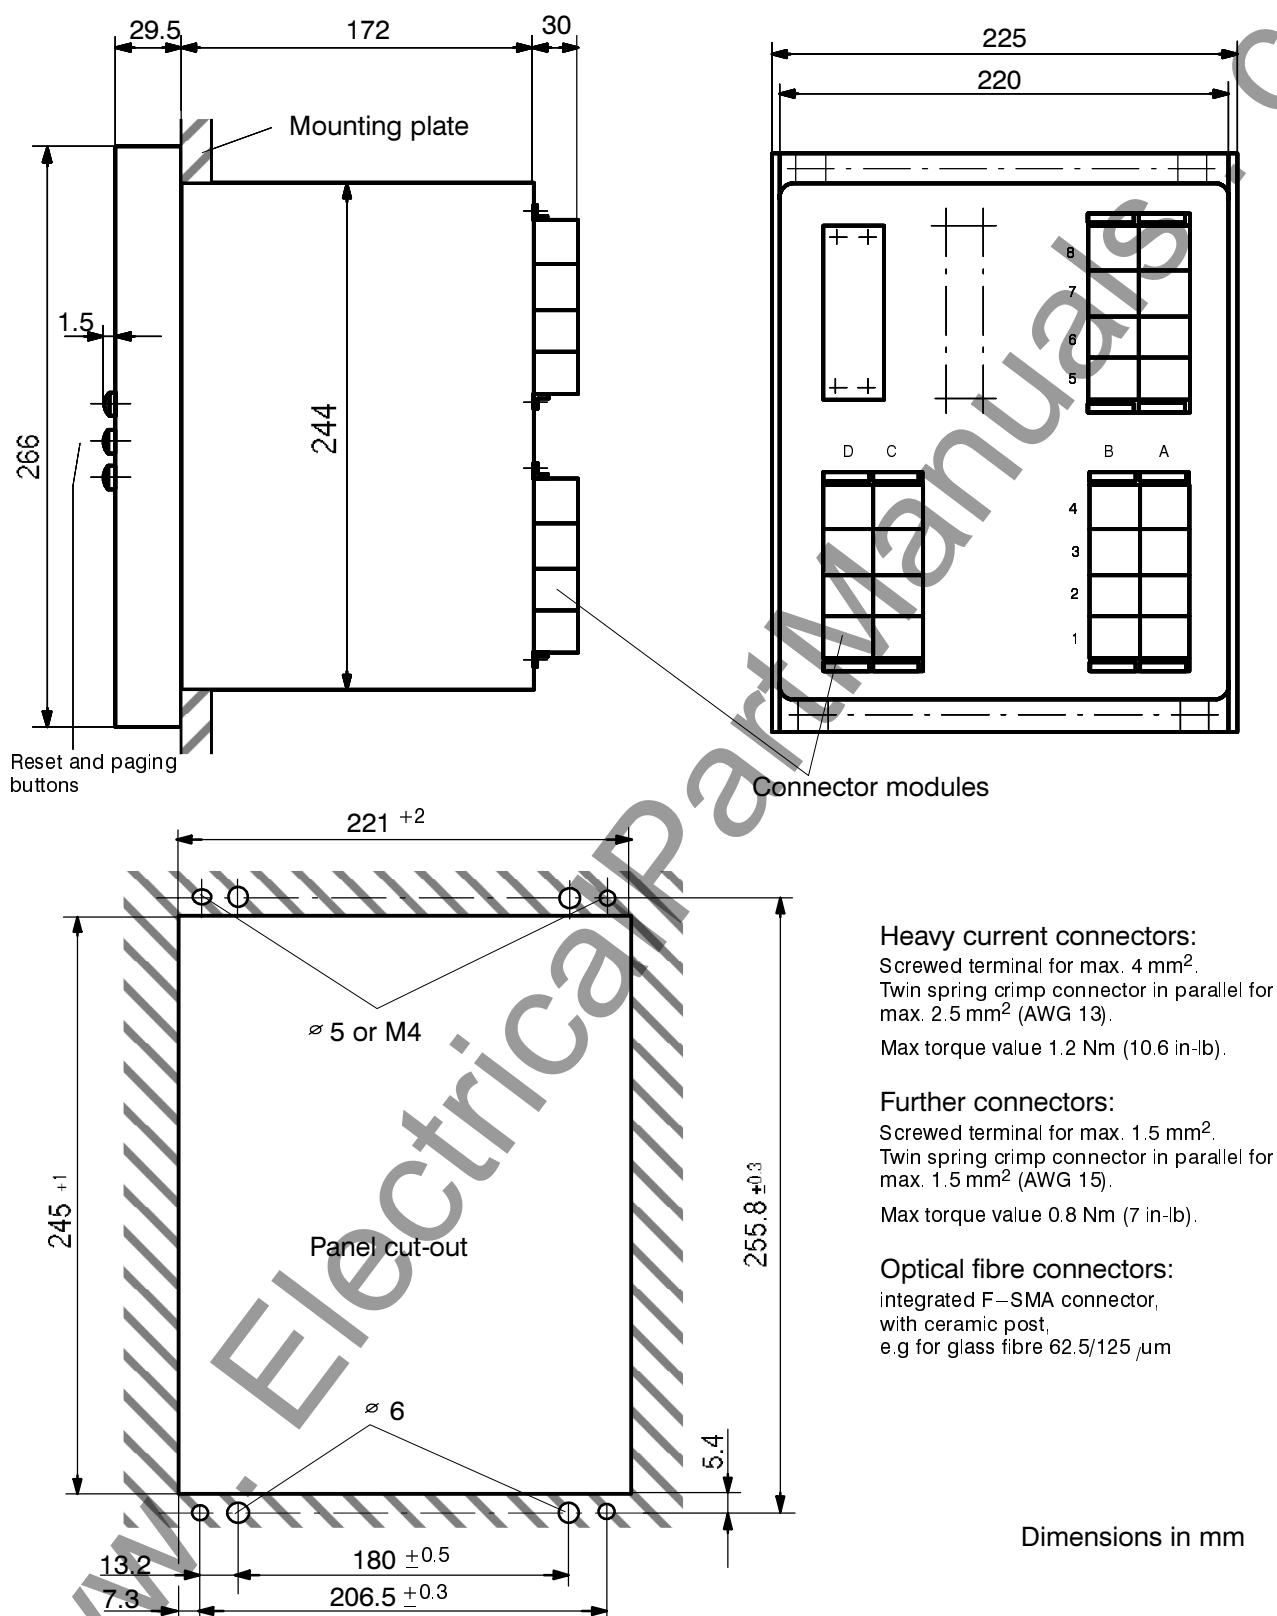 29.5
172
30
225
220
Mounting plate
1.5
266
244
8
7
6
5
D C
B A
4
3
2
1
Reset and paging
buttons
Connector modules
221 +2
⌀ 5 or M4
245 +1
255.8 ±0.3
Panel cut-out
⌀ 6
5.4
13.2
180 ±0.5
7.3
206.5 ±0.3
Heavy current connectors:
Screwed terminal for max. 4 mm².
Twin spring crimp connector in parallel for
max. 2.5 mm² (AWG 13).
Max torque value 1.2 Nm (10.6 in-lb).
Further connectors:
Screwed terminal for max. 1.5 mm².
Twin spring crimp connector in parallel for
max. 1.5 mm² (AWG 15).
Max torque value 0.8 Nm (7 in-lb).
Optical fibre connectors:
integrated F–SMA connector,
with ceramic post,
e.g for glass fibre 62.5/125 /um
Dimensions in mm
w. ElectricalPartManuals . c